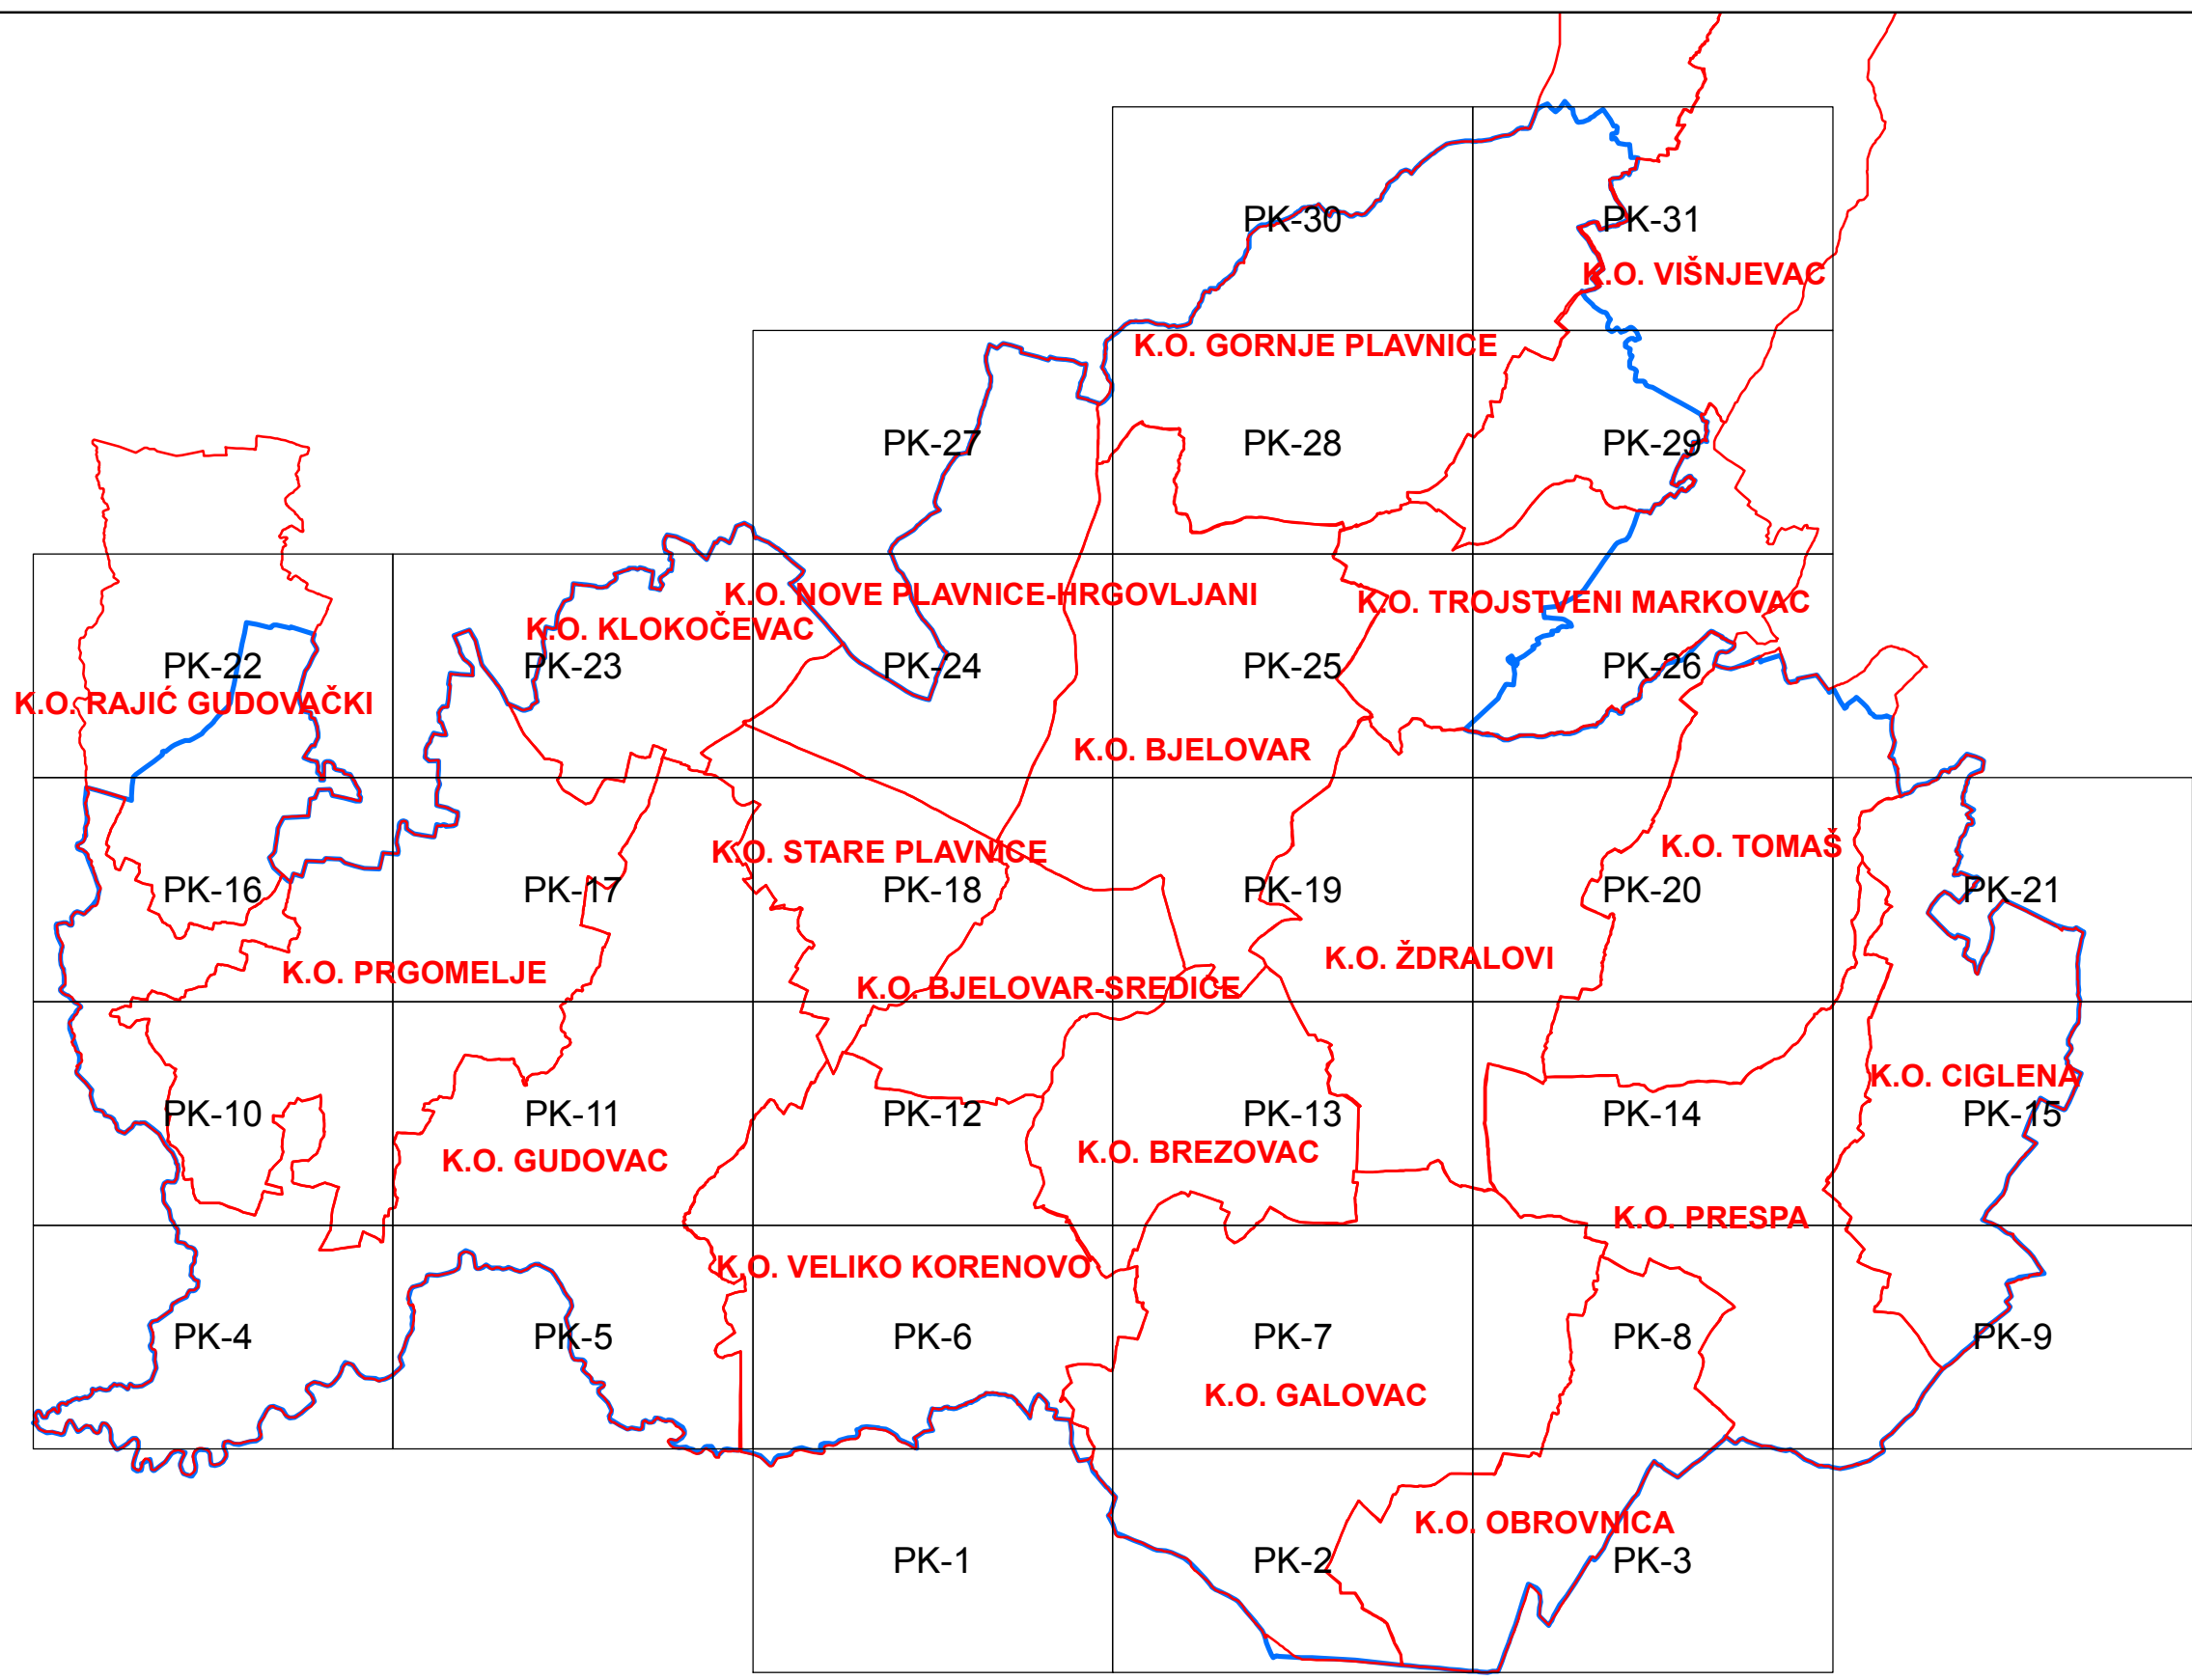 PK-30
PK-31
K.O. VIŠNJEVAC
K.O. GORNJE PLAVNICE
PK-27
PK-28
PK-29
K.O. NOVE PLAVNICE-HRGOVLJANI
K.O. TROJSTVENI MARKOVAC
K.O. KLOKOČEVAC
PK-22
PK-23
PK-24
PK-25
PK-26
K.O. RAJIĆ GUDOVAČKI
K.O. BJELOVAR
K.O. STARE PLAVNICE
K.O. TOMAŠ
PK-16
PK-17
PK-18
PK-19
PK-20
PK-21
K.O. ŽDRALOVI
K.O. PRGOMELJE
K.O. BJELOVAR-SREDICE
K.O. CIGLENA
PK-10
PK-11
PK-12
PK-13
PK-14
PK-15
K.O. BREZOVAC
K.O. GUDOVAC
K.O. PRESPA
K.O. VELIKO KORENOVO
PK-4
PK-5
PK-6
PK-7
PK-8
PK-9
K.O. GALOVAC
K.O. OBROVNICA
PK-1
PK-2
PK-3